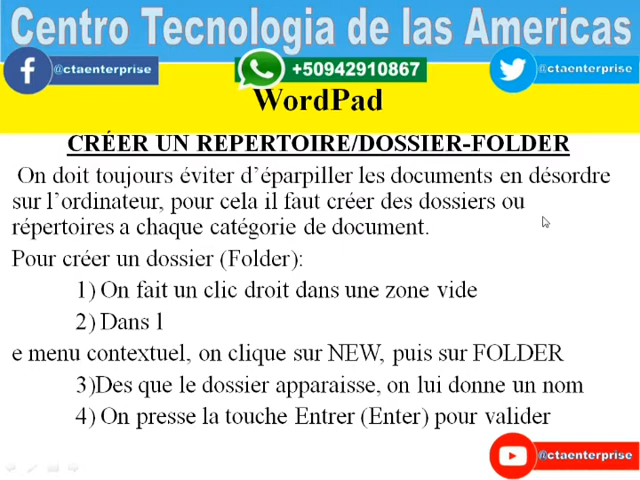 Centro Tecnologia de las Americas
@ctaenterprise
+50942910867
@ctaenterprise
WordPad
CRÉER UN REPERTOIRE/DOSSIER-FOLDER
On doit toujours éviter d’éparpiller les documents en désordre
sur l’ordinateur, pour cela il faut créer des dossiers ou
répertoires a chaque catégorie de document.
Pour créer un dossier (Folder):
1) On fait un clic droit dans une zone vide
2) Dans l
e menu contextuel, on clique sur NEW, puis sur FOLDER
3)Des que le dossier apparaisse, on lui donne un nom
4) On presse la touche Entrer (Enter) pour valider
@ctaenterprise